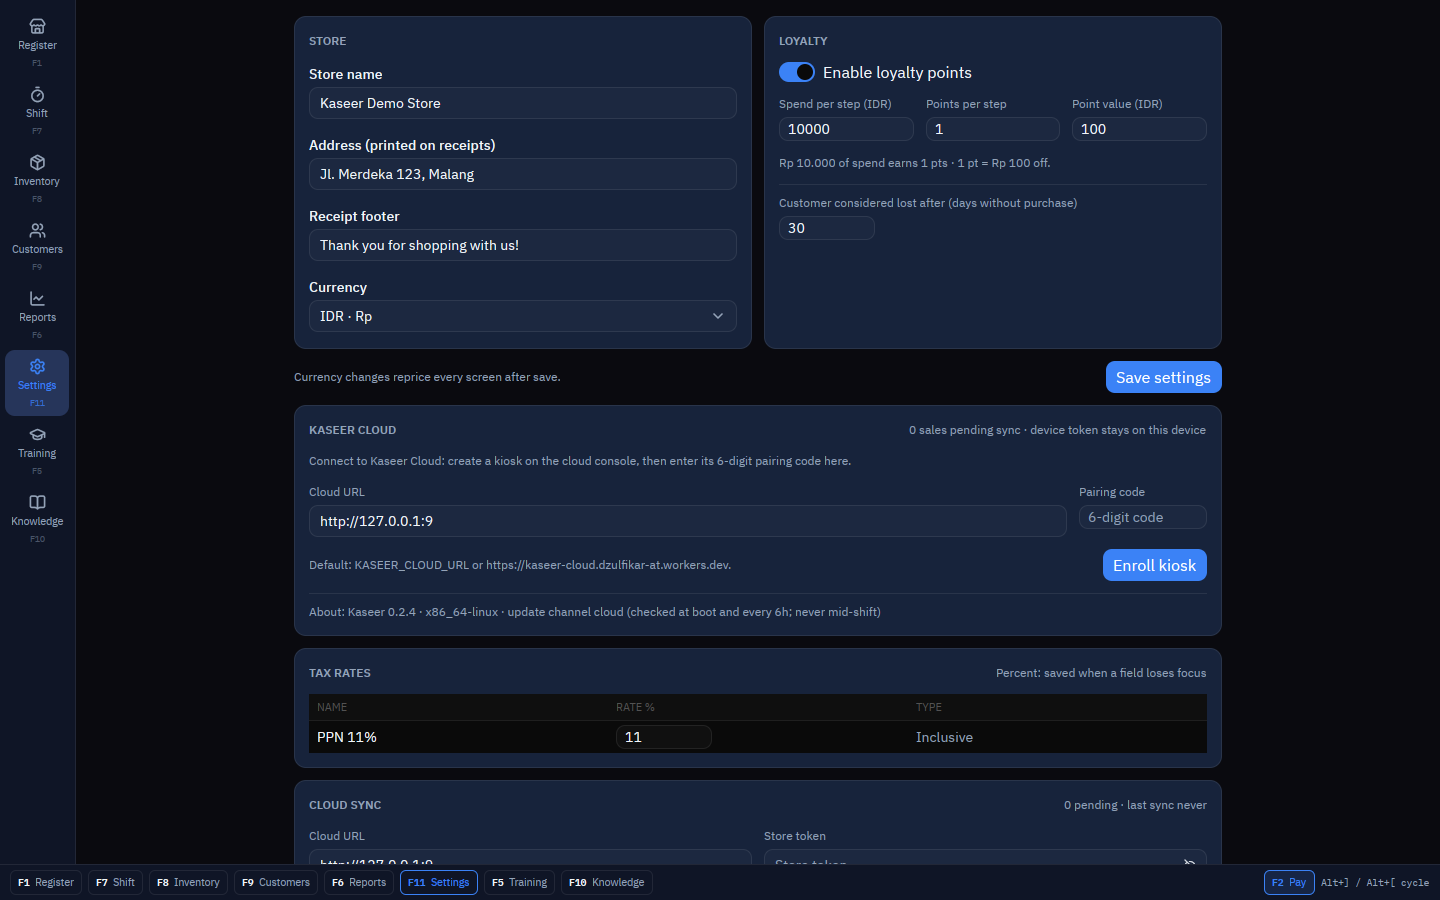 Register
F1
Shift
F7
Inventory
F8
Customers
F9
Reports
F6
Settings
F11
Training
F5
Knowledge
F10
STORE
Store name
Kaseer Demo Store
Address (printed on receipts)
Jl. Merdeka 123, Malang
Receipt footer
Thank you for shopping with us!
Currency
IDR · Rp
LOYALTY
Enable loyalty points
Spend per step (IDR) Points per step Point value (IDR)
10000 1 100
Rp 10.000 of spend earns 1 pts · 1 pt = Rp 100 off.
Customer considered lost after (days without purchase)
30
Currency changes reprice every screen after save.
Save settings
KASEER CLOUD
0 sales pending sync · device token stays on this device
Connect to Kaseer Cloud: create a kiosk on the cloud console, then enter its 6-digit pairing code here.
Cloud URL Pairing code
http://127.0.0.1:9 6-digit code
Default: KASEER_CLOUD_URL or https://kaseer-cloud.dzulfikar-at.workers.dev.
Enroll kiosk
About: Kaseer 0.2.4 · x86_64-linux · update channel cloud (checked at boot and every 6h; never mid-shift)
TAX RATES
Percent: saved when a field loses focus
NAME RATE % TYPE
PPN 11% 11 Inclusive
CLOUD SYNC
0 pending · last sync never
Cloud URL Store token
http://127.0.0.1:9 Store token
F1 Register F7 Shift F8 Inventory F9 Customers F6 Reports F11 Settings F5 Training F10 Knowledge F2 Pay Alt+] / Alt+[ cycle